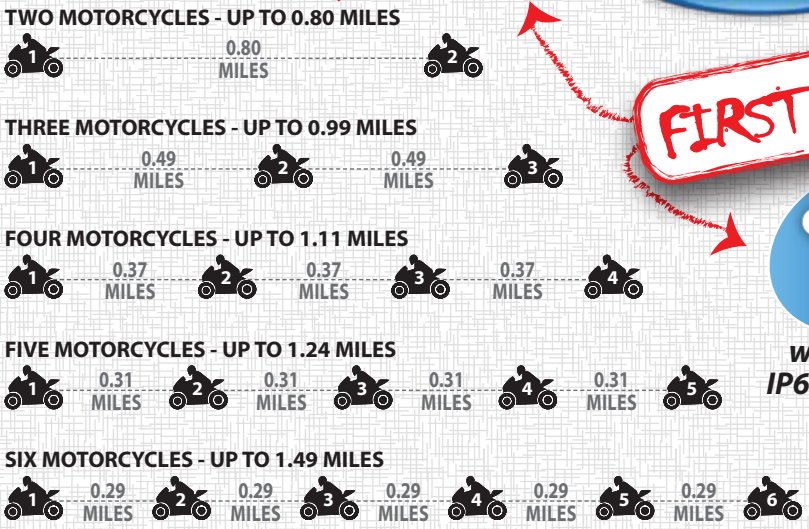 TWO MOTORCYCLES - UP TO 0.80 MILES
1 0.80 2
MILES
THREE MOTORCYCLES - UP TO 0.99 MILES
1 0.49 2 0.49 3
MILES MILES
FOUR MOTORCYCLES - UP TO 1.11 MILES
1 0.37 2 0.37 3 0.37 4
MILES MILES MILES
FIVE MOTORCYCLES - UP TO 1.24 MILES
1 0.31 2 0.31 3 0.31 4 0.31 5
MILES MILES MILES MILES
SIX MOTORCYCLES - UP TO 1.49 MILES
1 0.29 2 0.29 3 0.29 4 0.29 5 0.29 6
MILES MILES MILES MILES MILES
FIRST